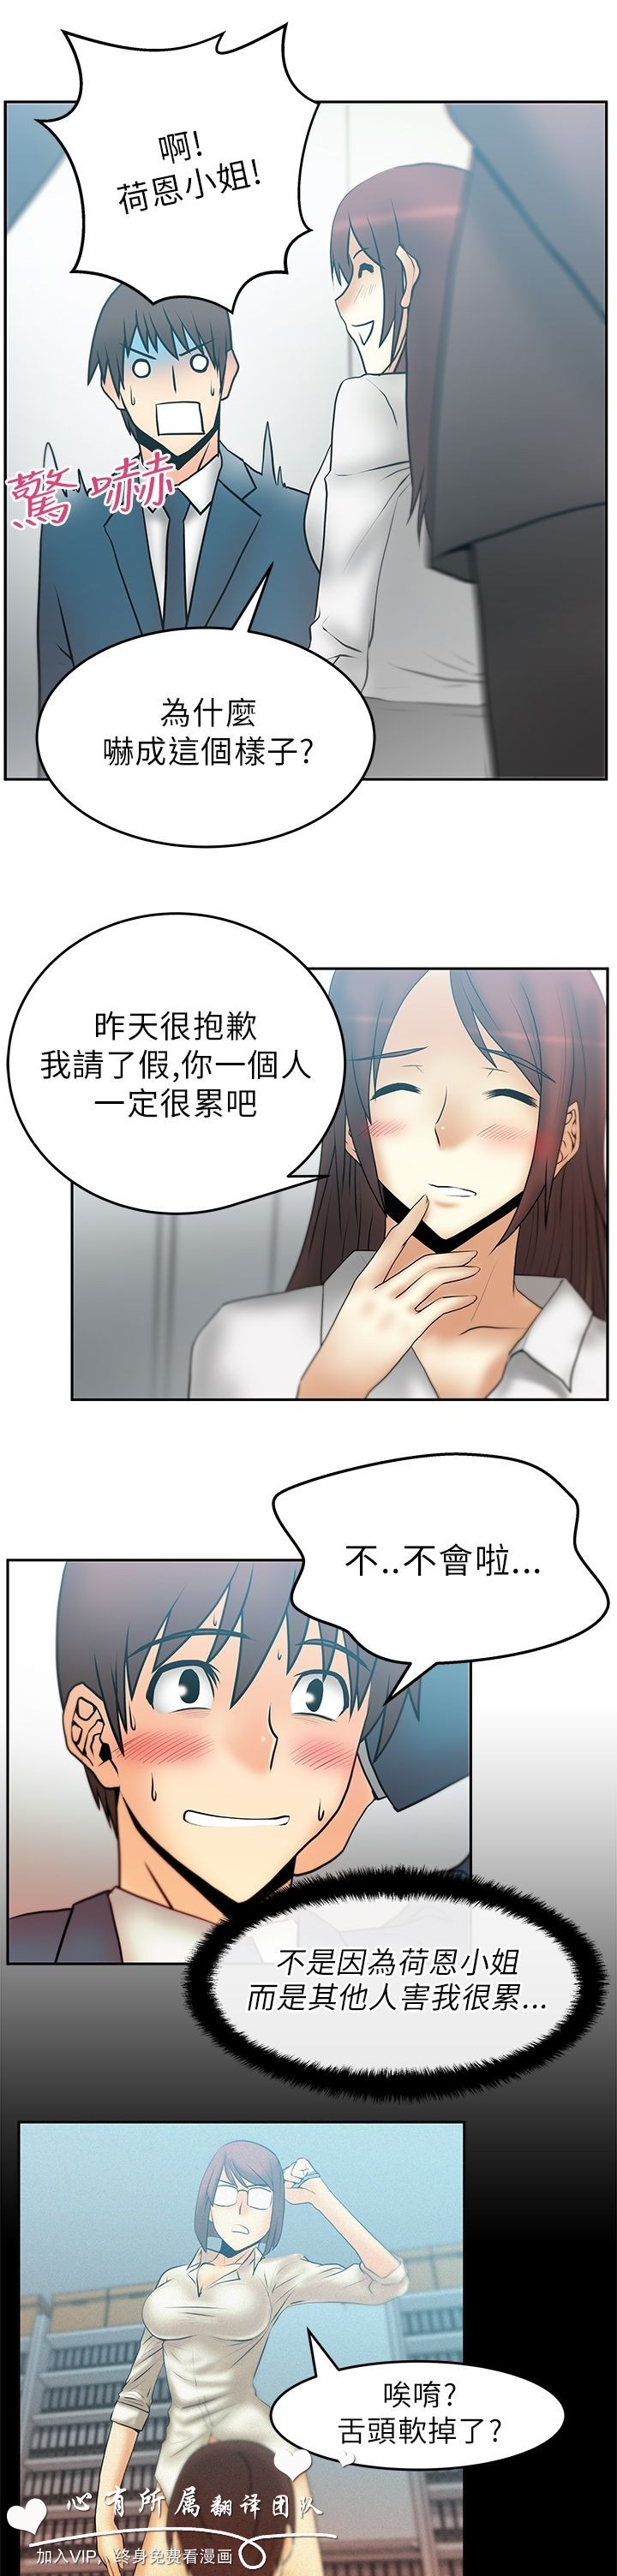 啊!
荷恩小姐!
驚嚇
為什麼
嚇成這個樣子?
昨天很抱歉
我請了假,你一個人
一定很累吧
不..不會啦...
不是因為荷恩小姐
而是其他人害我很累...
唉唷?
舌頭軟掉了?
心有所属翻译团队
加入VIP，终身免费看漫画